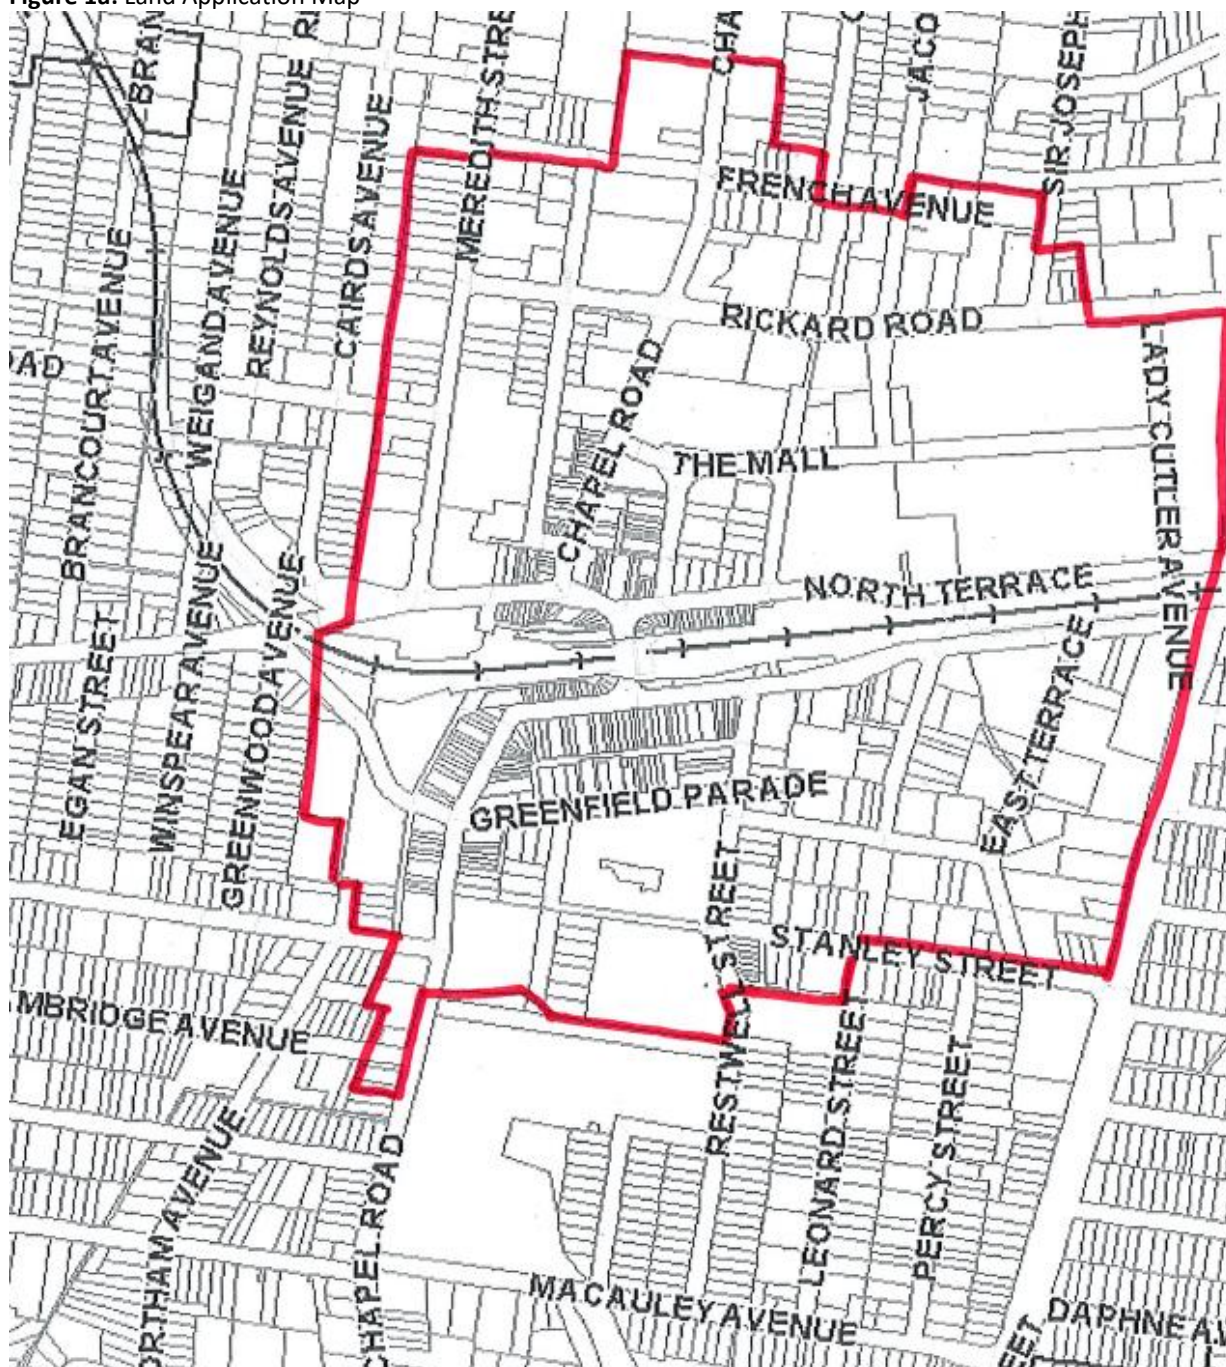 Figure 1a: Land Application Map
BRAN
MEREDITH STRE
CHA
JACO
SIR JOSEPH
REYNOLDS AVENUE
CAIRDS AVENUE
WEIGAND AVENUE
BRANCOURT AVENUE
FRENCH AVENUE
RICKARD ROAD
LADY CUTLER AVENUE
CHAPEL ROAD
THE MALL
NORTH TERRACE
EGAN STREET
WINSPEAR AVENUE
GREENWOOD AVENUE
EAST TERRACE
GREENFIELD PARADE
RESTWELL STREET
STANLEY STREET
MBRIDGE AVENUE
LEONARD STREET
PERCY STREET
ORTHAM AVENUE
CHAPEL ROAD
MACAULEY AVENUE
DAPHNE A